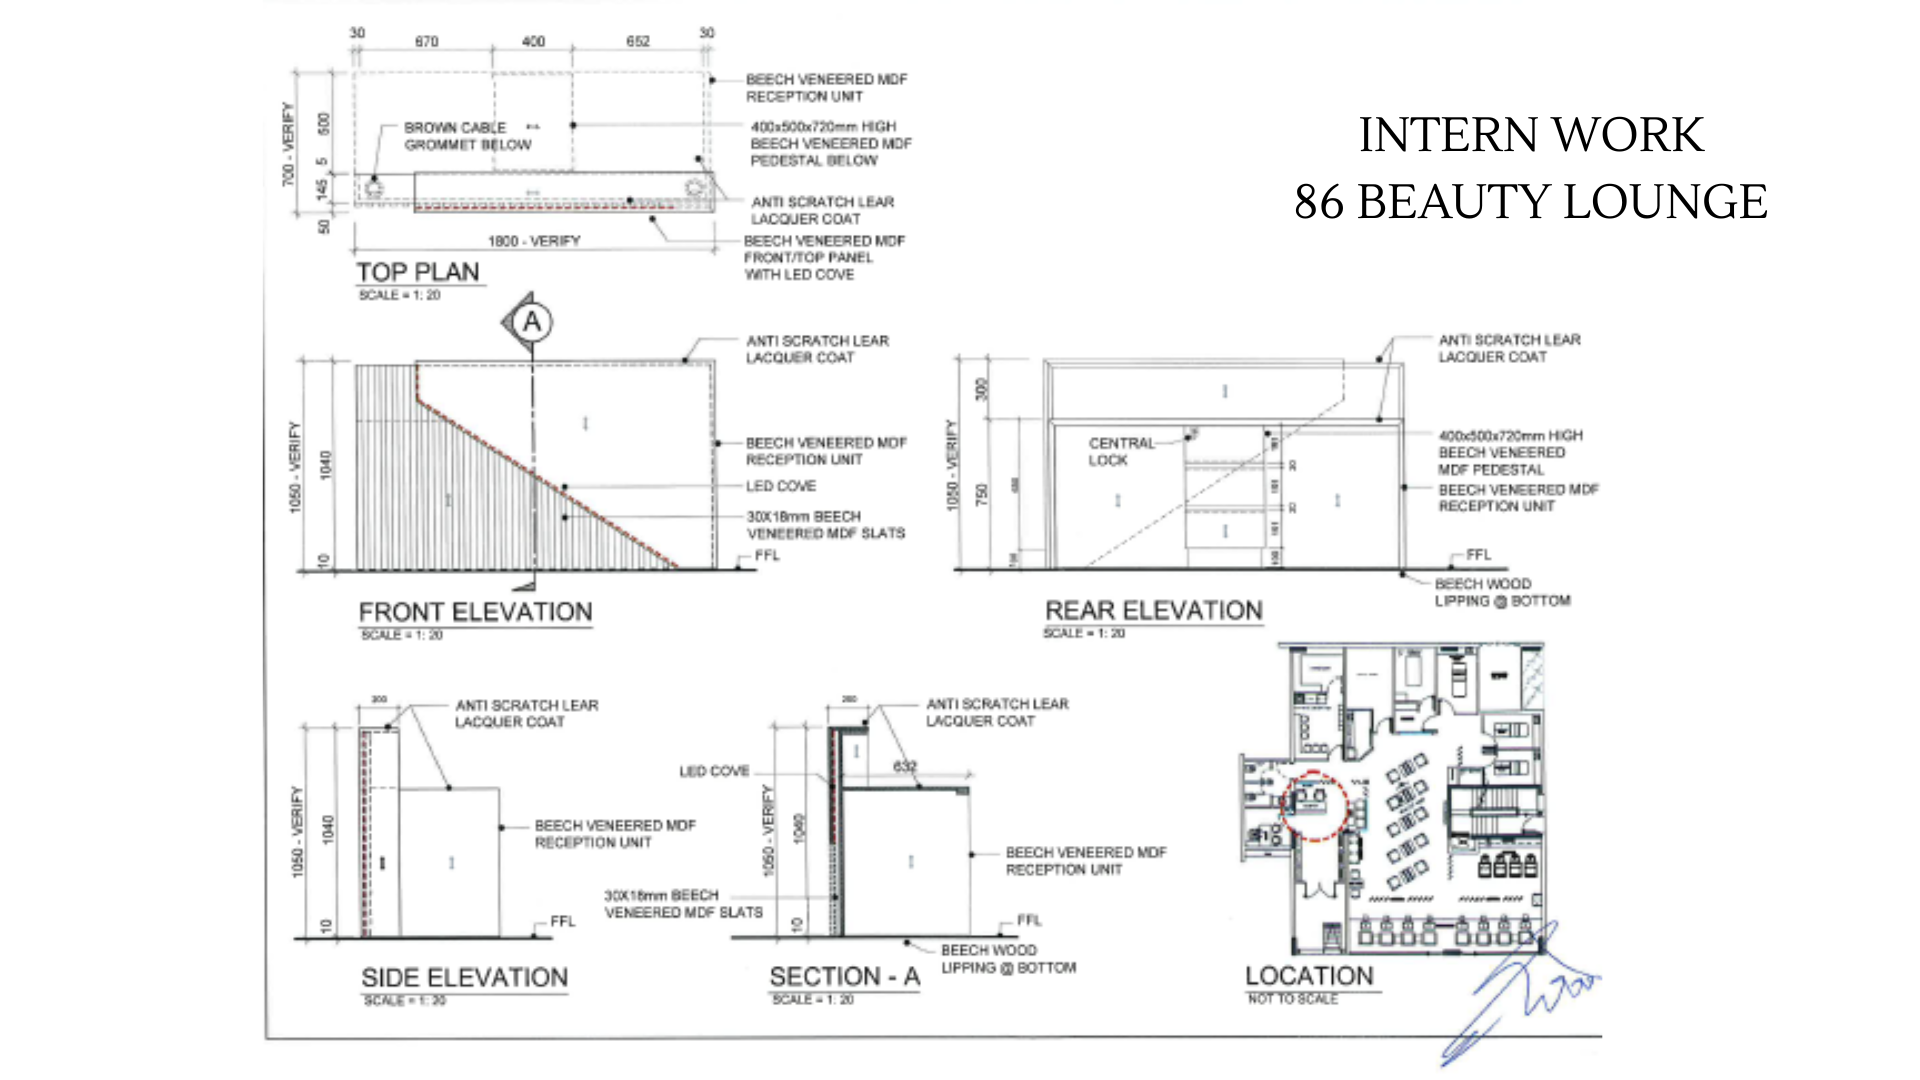 INTERN WORK
86 BEAUTY LOUNGE
30
670
400
652
30
700 - VERIFY
5
145
50
BROWN CABLE
GROMMET BELOW
BEECH VENEERED MDF
RECEPTION UNIT
400x500x720mm HIGH
BEECH VENEERED MDF
PEDESTAL BELOW
ANTI SCRATCH LEAR
LACQUER COAT
BEECH VENEERED MDF
FRONT/TOP PANEL
WITH LED COVE
1800 - VERIFY
TOP PLAN
SCALE = 1: 20
A
1050 - VERIFY
1040
10
ANTI SCRATCH LEAR
LACQUER COAT
BEECH VENEERED MDF
RECEPTION UNIT
LED COVE
30X18mm BEECH
VENEERED MDF SLATS
FFL
FRONT ELEVATION
SCALE = 1: 20
1050 - VERIFY
300
750
CENTRAL
LOCK
ANTI SCRATCH LEAR
LACQUER COAT
400x500x720mm HIGH
BEECH VENEERED
MDF PEDESTAL
BEECH VENEERED MDF
RECEPTION UNIT
FFL
BEECH WOOD
LIPPING @ BOTTOM
REAR ELEVATION
SCALE = 1: 20
1050 - VERIFY
1040
10
ANTI SCRATCH LEAR
LACQUER COAT
BEECH VENEERED MDF
RECEPTION UNIT
FFL
SIDE ELEVATION
SCALE = 1: 20
ANTI SCRATCH LEAR
LACQUER COAT
LED COVE
632
1050 - VERIFY
1040
10
BEECH VENEERED MDF
RECEPTION UNIT
30X18mm BEECH
VENEERED MDF SLATS
FFL
BEECH WOOD
LIPPING @ BOTTOM
SECTION - A
SCALE = 1: 20
LOCATION
NOT TO SCALE